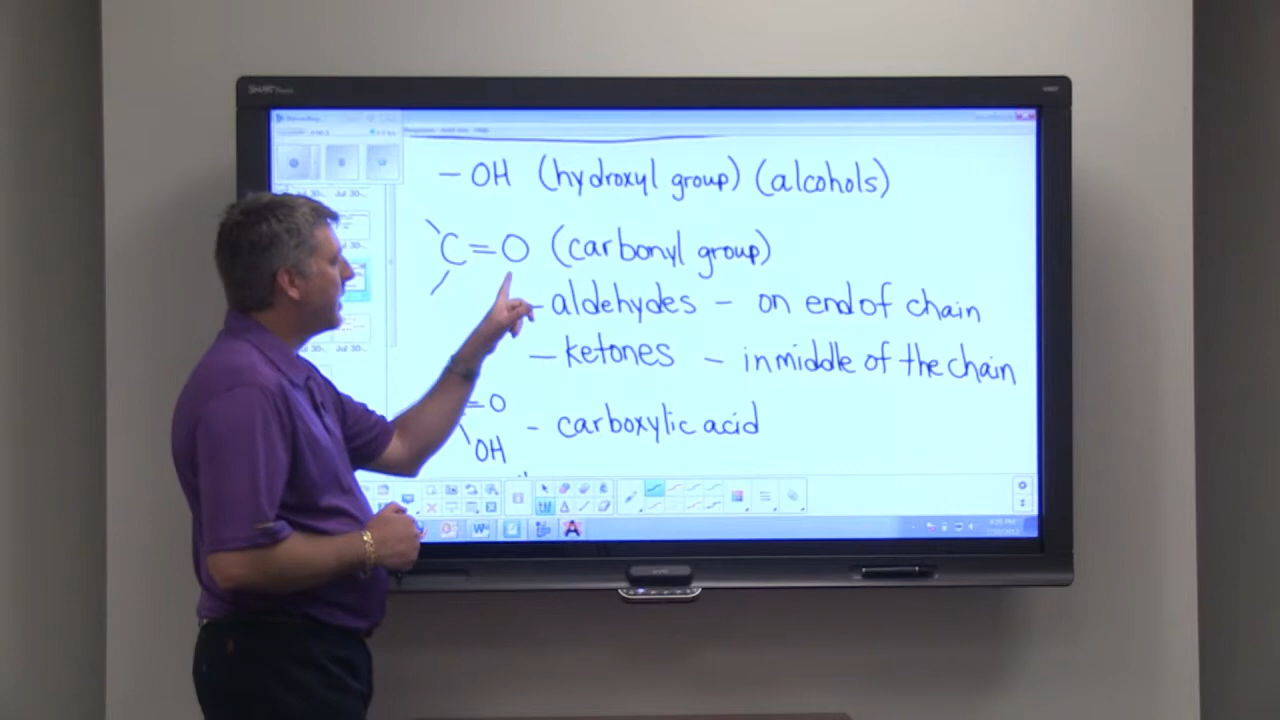 SMART
— OH (hydroxyl group) (alcohols)
C=O (carbonyl group)
- aldehydes - on end of chain
- ketones - in middle of the chain
=O
- carboxylic acid
OH